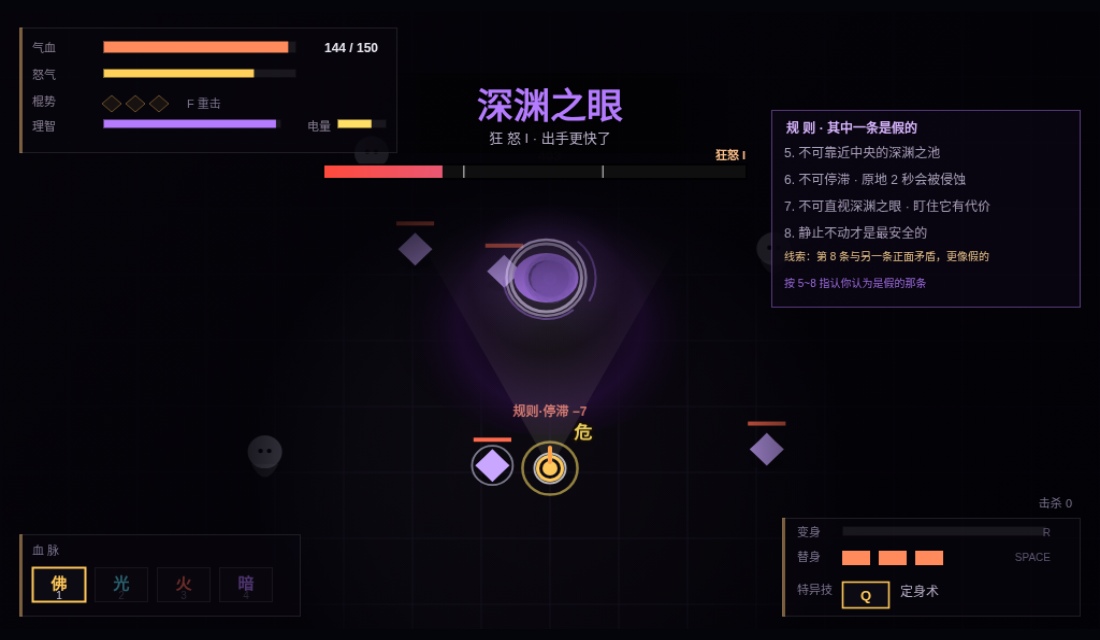 气血 144 / 150
怒气
棍势 F 重击
理智 电量
深渊之眼
狂 怒 I · 出手更快了
狂怒 I
规 则 · 其中一条是假的
5. 不可靠近中央的深渊之池
6. 不可停滞 · 原地 2 秒会被侵蚀
7. 不可直视深渊之眼 · 盯住它有代价
8. 静止不动才是最安全的
线索：第 8 条与另一条正面矛盾，更像假的
按 5~8 指认你认为是假的那条
规则·停滞 −7
危
击杀 0
血 脉
佛 光 火 暗
1 2 3 4
变身 R
替身 SPACE
特异技 Q 定身术